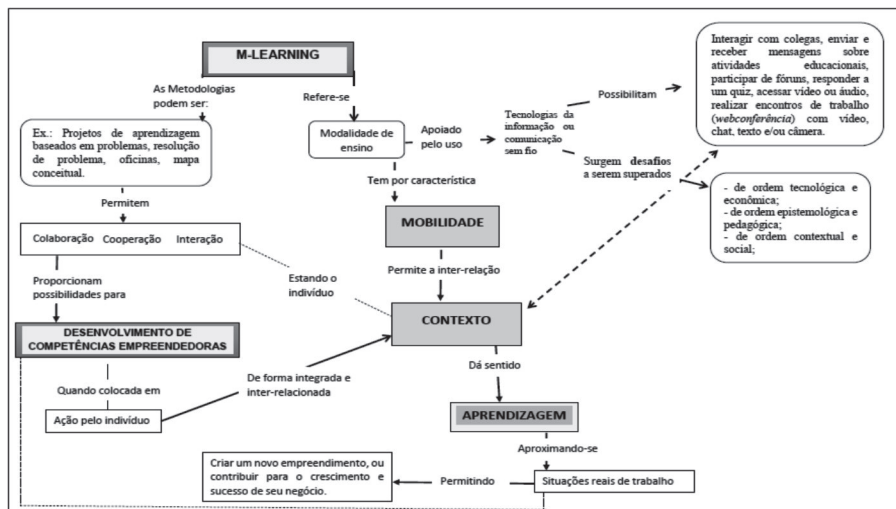 M-LEARNING
As Metodologias
podem ser:
Refere-se
Ex.: Projetos de aprendizagem
baseados em problemas, resolução
de problema, oficinas, mapa
conceitual.
Modalidade de
ensino
Apoiado
pelo uso
Tecnologias da
informação ou
comunicação
sem fio
Possibilitam
Interagir com colegas, enviar e
receber mensagens sobre
atividades educacionais,
participar de fóruns, responder a
um quiz, acessar vídeo ou áudio,
realizar encontros de trabalho
(webconferência) com vídeo,
chat, texto e/ou câmera.
Surgem desafios
a serem superados
- de ordem tecnológica e
econômica;
- de ordem epistemológica e
pedagógica;
- de ordem contextual e
social;
Permitem
Tem por característica
Colaboração Cooperação Interação
MOBILIDADE
Proporcionam
possibilidades para
Estando o
indivíduo
Permite a inter-relação
CONTEXTO
DESENVOLVIMENTO DE
COMPETÊNCIAS EMPREENDEDORAS
Quando colocada em
De forma integrada e
inter-relacionada
Dá sentido
Ação pelo indivíduo
APRENDIZAGEM
Aproximando-se
Criar um novo empreendimento, ou
contribuir para o crescimento e
sucesso de seu negócio.
Permitindo
Situações reais de trabalho